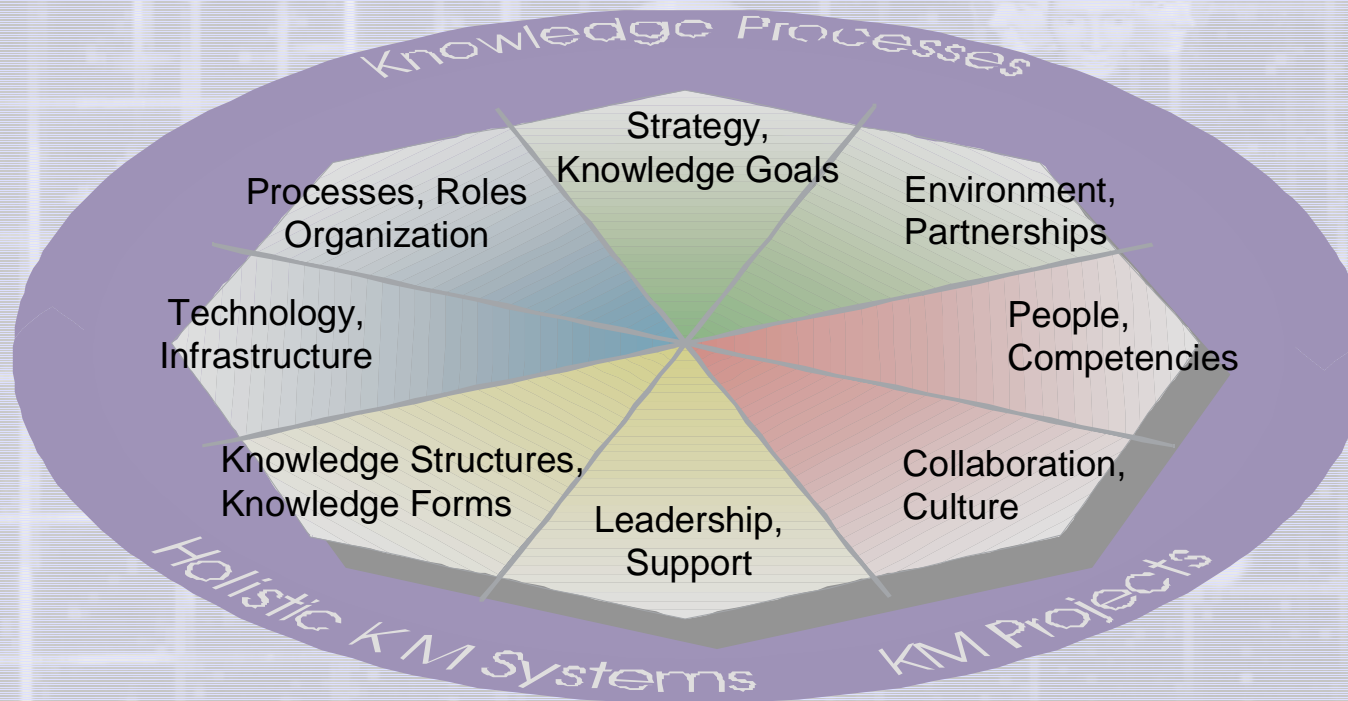 Knowledge Processes
Strategy,
Knowledge Goals
Environment,
Partnerships
People,
Competencies
Collaboration,
Culture
Leadership,
Support
Knowledge Structures,
Knowledge Forms
Technology,
Infrastructure
Processes, Roles
Organization
Holistic KM Systems
KM Projects